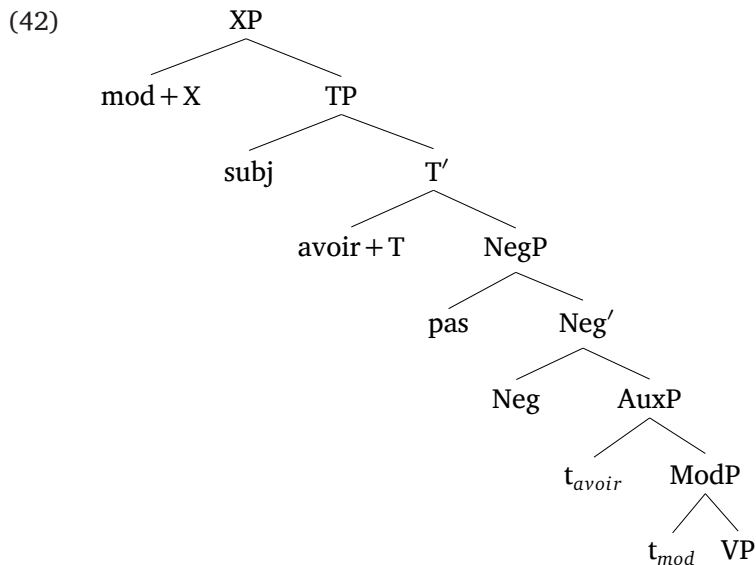 (42) XP
mod + X TP
subj T′
avoir + T NegP
pas Neg′
Neg AuxP
t_avoir ModP
t_mod VP